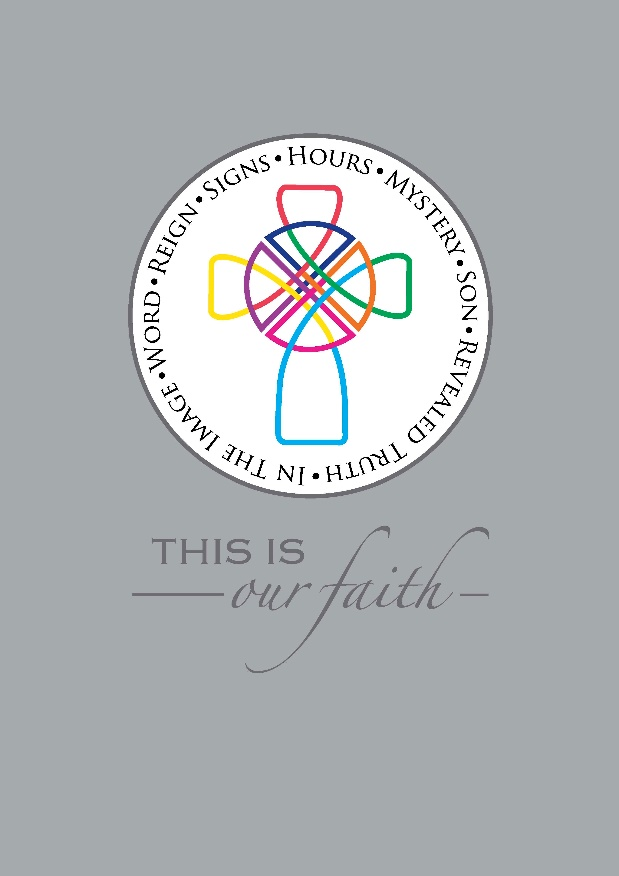 WORD • REIGN • SIGNS • HOURS • MYSTERY • SON • REVEALED TRUTH • IN THE IMAGE •
THIS IS
our faith